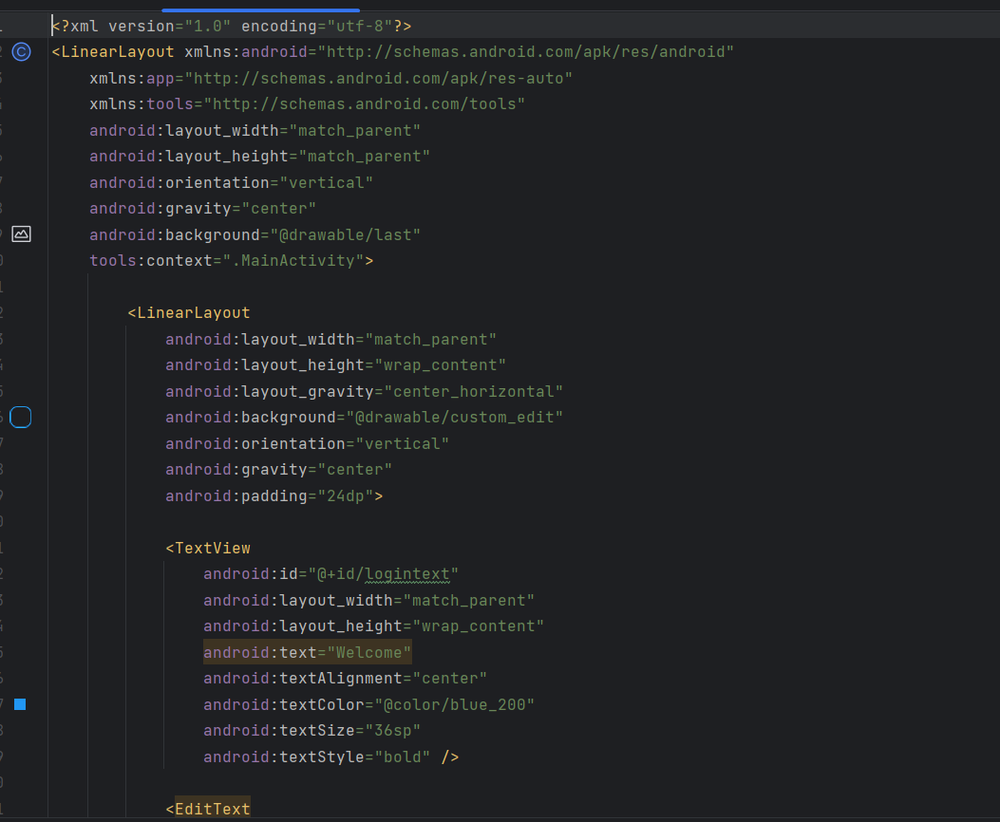 <?xml version="1.0" encoding="utf-8"?>
<LinearLayout xmlns:android="http://schemas.android.com/apk/res/android"
xmlns:app="http://schemas.android.com/apk/res-auto"
xmlns:tools="http://schemas.android.com/tools"
android:layout_width="match_parent"
android:layout_height="match_parent"
android:orientation="vertical"
android:gravity="center"
android:background="@drawable/last"
tools:context=".MainActivity">
<LinearLayout
android:layout_width="match_parent"
android:layout_height="wrap_content"
android:layout_gravity="center_horizontal"
android:background="@drawable/custom_edit"
android:orientation="vertical"
android:gravity="center"
android:padding="24dp">
<TextView
android:id="@+id/logintext"
android:layout_width="match_parent"
android:layout_height="wrap_content"
android:text="Welcome"
android:textAlignment="center"
android:textColor="@color/blue_200"
android:textSize="36sp"
android:textStyle="bold" />
<EditText